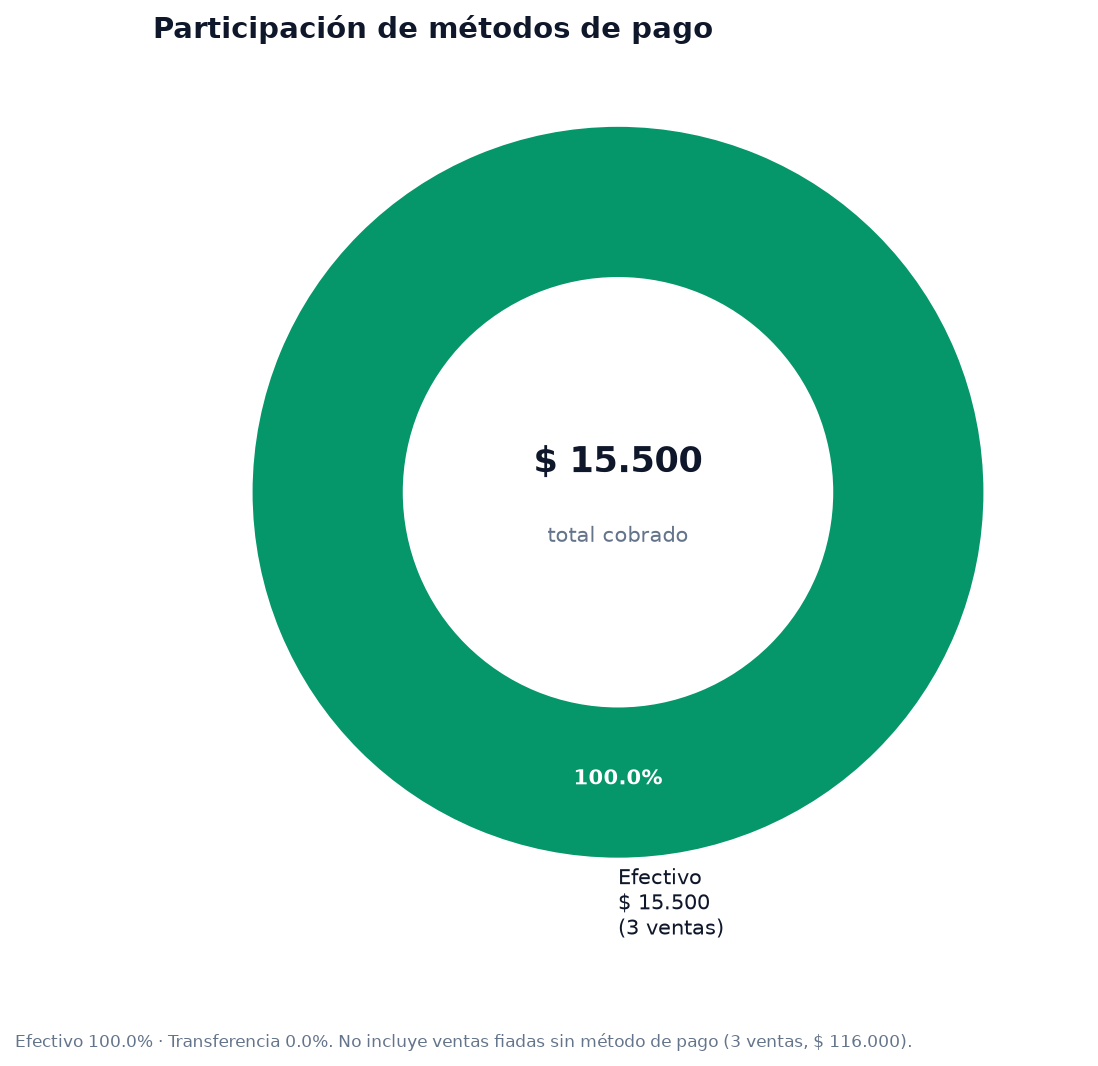 Participación de métodos de pago
$ 15.500
total cobrado
100.0%
Efectivo
$ 15.500
(3 ventas)
Efectivo 100.0% · Transferencia 0.0%. No incluye ventas fiadas sin método de pago (3 ventas, $ 116.000).